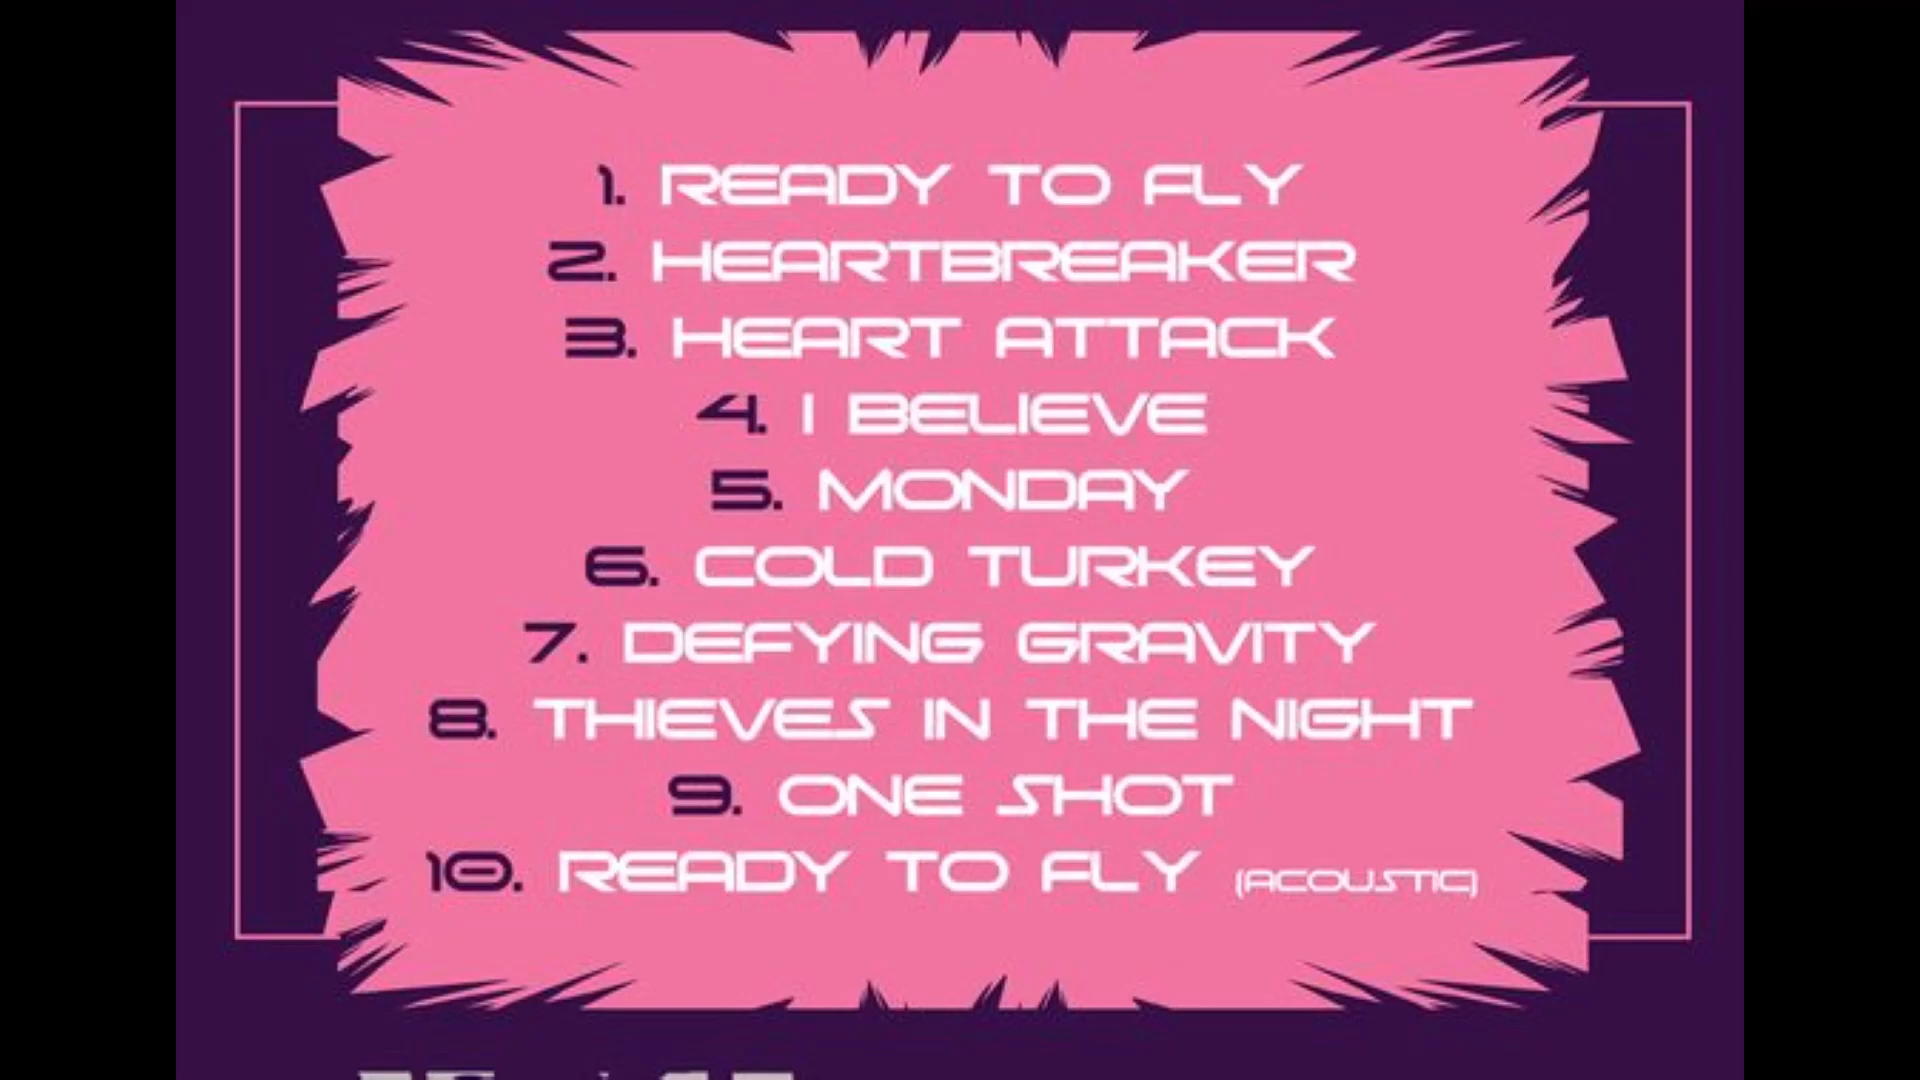 1. READY TO FLY
2. HEARTBREAKER
3. HEART ATTACK
4. I BELIEVE
5. MONDAY
6. COLD TURKEY
7. DEFYING GRAVITY
8. THIEVES IN THE NIGHT
9. ONE SHOT
10. READY TO FLY (ACOUSTIC)